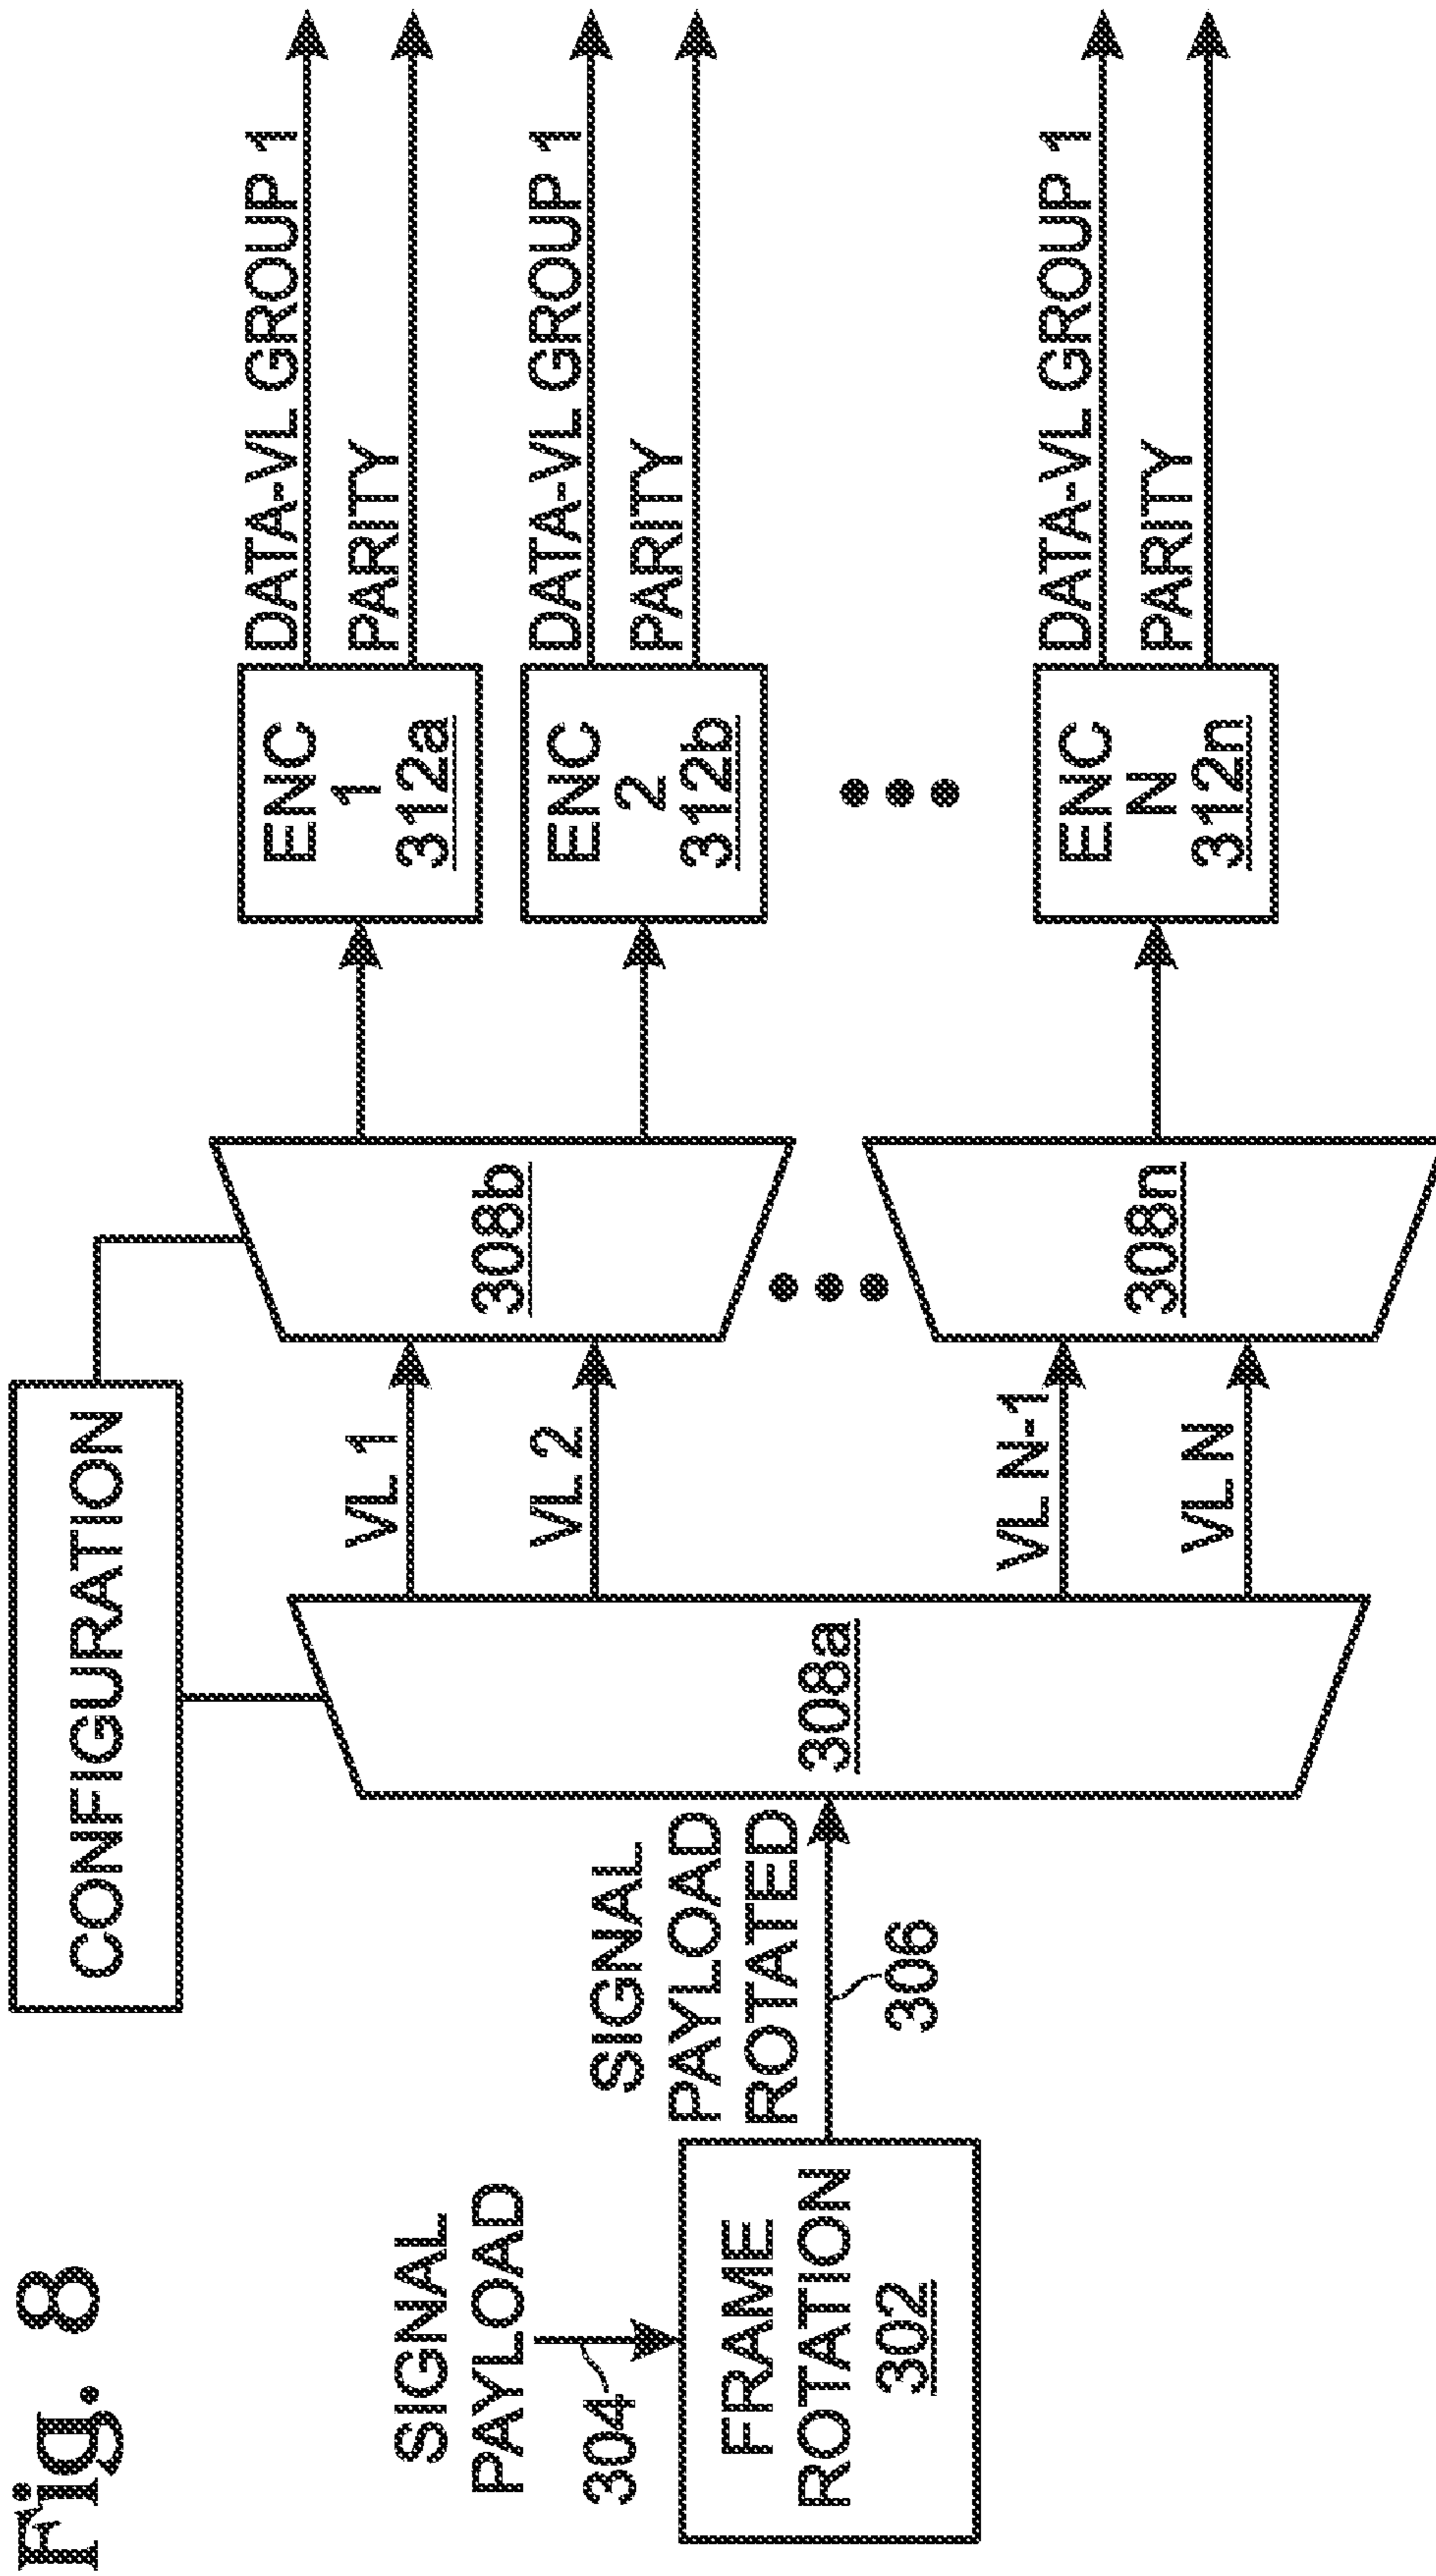 Fig. 8
CONFIGURATION
SIGNAL
PAYLOAD
304
FRAME
ROTATION
302
SIGNAL
PAYLOAD
ROTATED
306
308a
VL 1
VL 2
VL N-1
VL N
308b
308n
ENC
1
312a
ENC
2
312b
ENC
N
312n
DATA-VL GROUP 1
PARITY
DATA-VL GROUP 1
PARITY
DATA-VL GROUP 1
PARITY